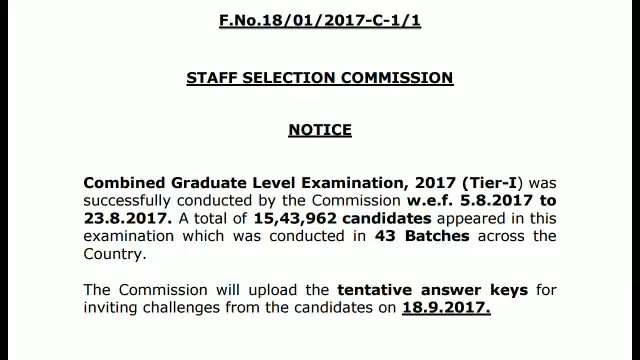 F.No.18/01/2017-C-1/1
STAFF SELECTION COMMISSION
NOTICE
Combined Graduate Level Examination, 2017 (Tier-I) was
successfully conducted by the Commission w.e.f. 5.8.2017 to
23.8.2017. A total of 15,43,962 candidates appeared in this
examination which was conducted in 43 Batches across the
Country.
The Commission will upload the tentative answer keys for
inviting challenges from the candidates on 18.9.2017.